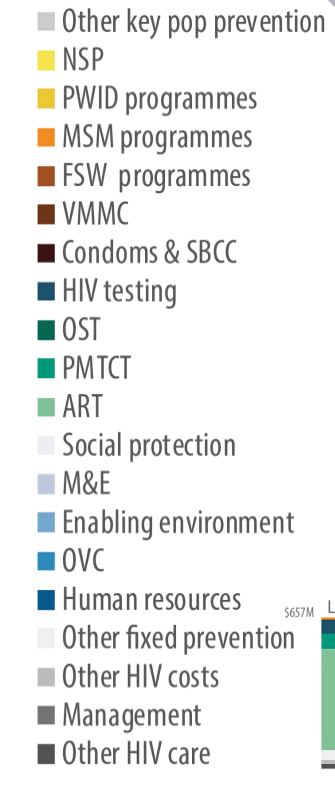 Other key pop prevention
NSP
PWID programmes
MSM programmes
FSW programmes
VMMC
Condoms & SBCC
HIV testing
OST
PMTCT
ART
Social protection
M&E
Enabling environment
OVC
Human resources
$657M
Other fixed prevention
Other HIV costs
Management
Other HIV care